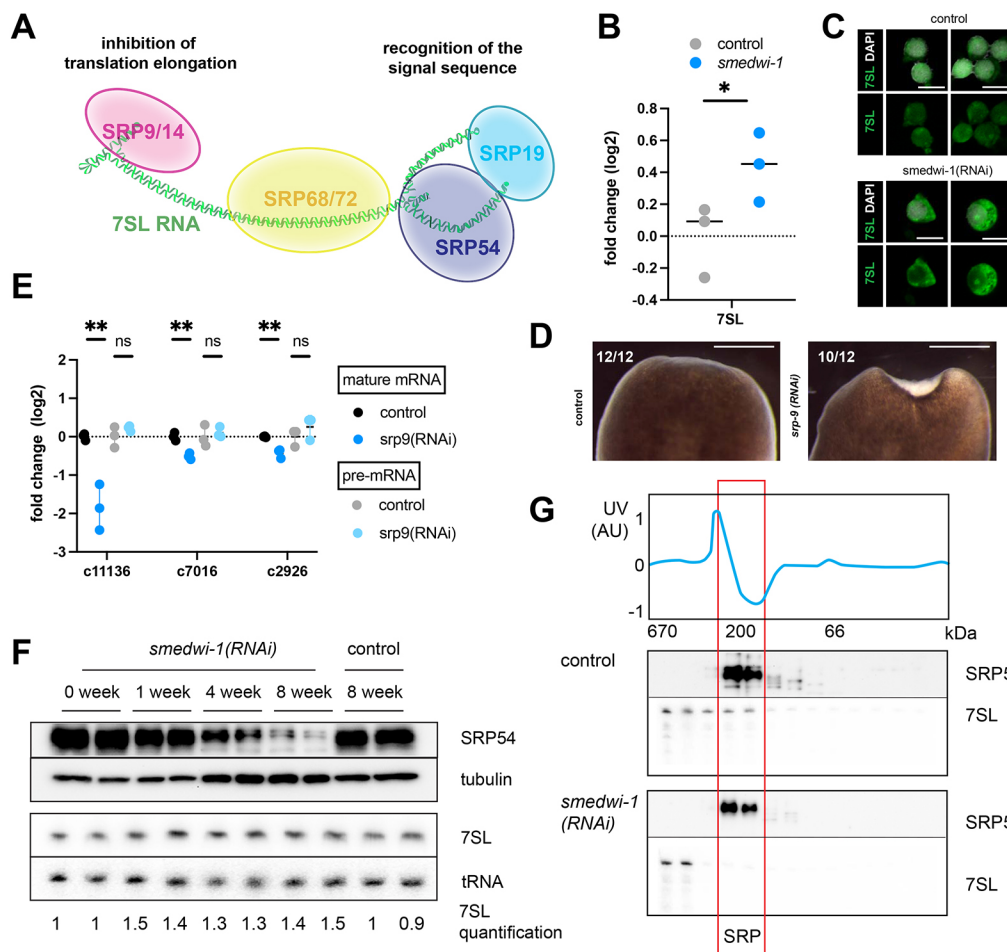 A
inhibition of
translation elongation
recognition of the
signal sequence
SRP9/14
SRP68/72
SRP19
SRP54
7SL RNA
B
control
smedwi-1
*
fold change (log2)
0.8
0.6
0.4
0.2
0.0
-0.2
-0.4
7SL
C
control
7SL DAPI
7SL
smedwi-1(RNAi)
7SL DAPI
7SL
D
control
12/12
srp-9 (RNAi)
10/12
E
** ns ** ns ** ns
fold change (log2)
2
1
0
-1
-2
-3
c11136 c7016 c2926
mature mRNA
control
srp9(RNAi)
pre-mRNA
control
srp9(RNAi)
F
smedwi-1(RNAi) control
0 week 1 week 4 week 8 week 8 week
SRP54
tubulin
7SL
tRNA
1 1 1.5 1.4 1.3 1.3 1.4 1.5 1 0.9
7SL
quantification
G
UV
(AU)
1
0
-1
670 200 66 kDa
control
SRP5
7SL
smedwi-1
(RNAi)
SRP5
7SL
SRP